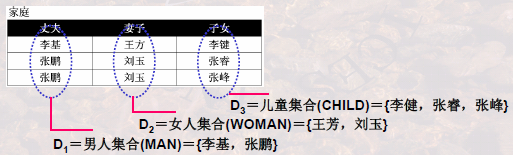 家庭
丈夫 妻子 子女
李基 王方 李键
张鹏 刘玉 张睿
张鹏 刘玉 张峰
D3=儿童集合(CHILD)={李健，张睿，张峰}
D2=女人集合(WOMAN)={王芳，刘玉}
D1=男人集合(MAN)={李基，张鹏}